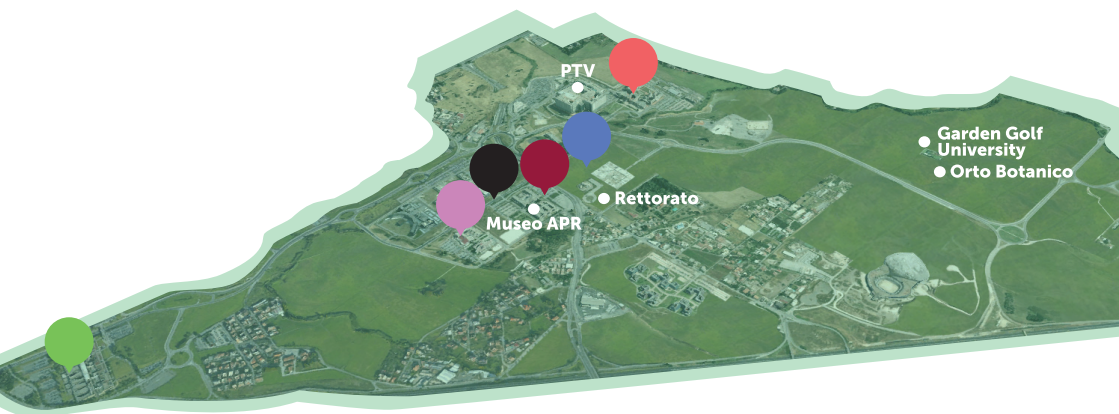 PTV
Garden Golf
University
Orto Botanico
Rettorato
Museo APR